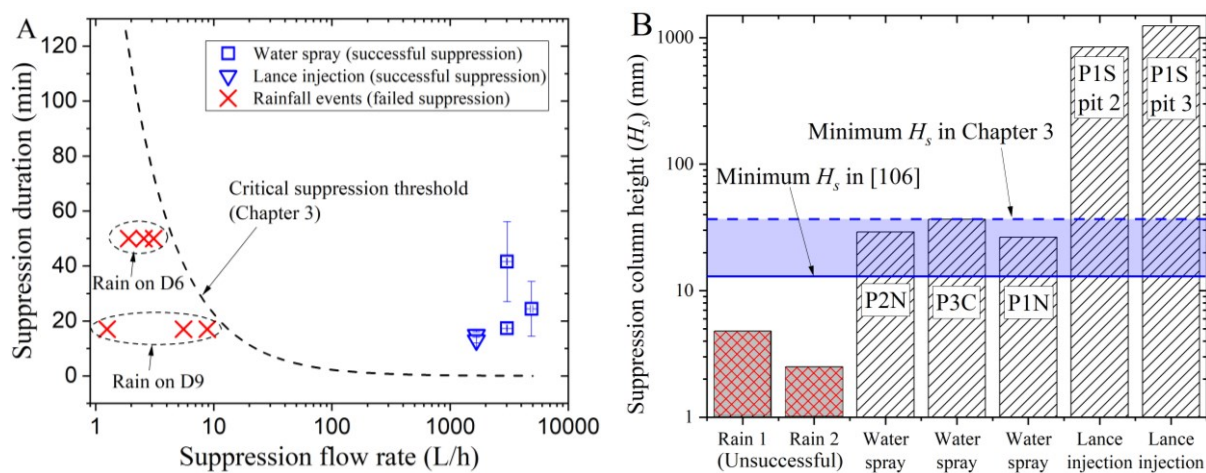 A
120
100
80
60
40
20
0
Suppression duration (min)
Water spray (successful suppression)
Lance injection (successful suppression)
Rainfall events (failed suppression)
Critical suppression threshold
(Chapter 3)
Rain on D6
Rain on D9
1
10
100
1000
10000
Suppression flow rate (L/h)
B
1000
100
10
1
Suppression column height (Hs) (mm)
P1S
pit 2
P1S
pit 3
Minimum Hs in Chapter 3
Minimum Hs in [106]
P2N
P3C
P1N
Rain 1
Rain 2
(Unsuccessful)
Water
spray
Water
spray
Water
spray
Lance
injection
Lance
injection